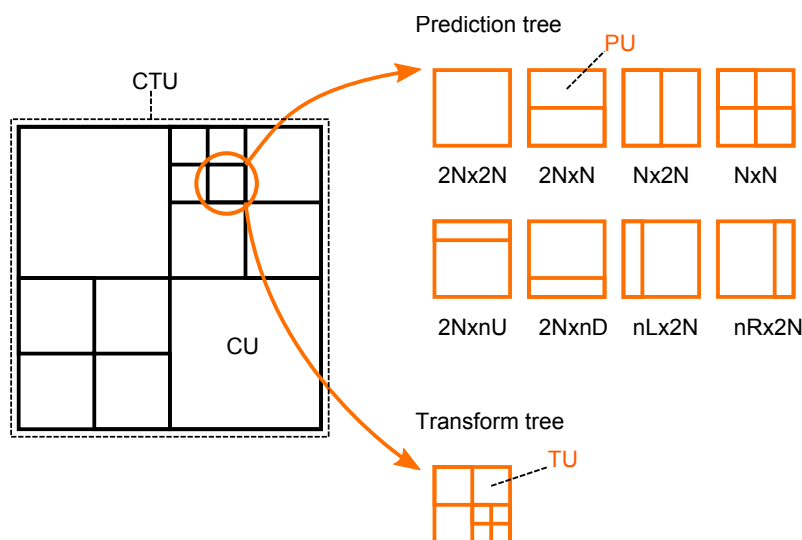 Prediction tree
PU
CTU
2Nx2N 2NxN Nx2N NxN
2NxnU 2NxnD nLx2N nRx2N
CU
Transform tree
TU